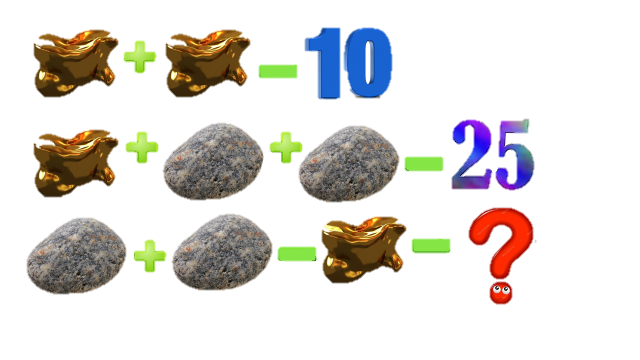 + - 10
+ + - 25
+ - - ?